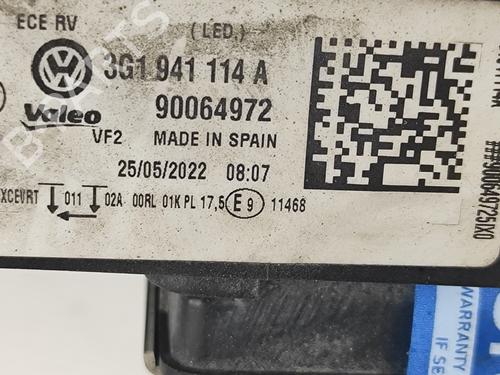 ECE RV
(LED)
3G1 941 114 A
Valeo
90064972
VF2 MADE IN SPAIN
25/05/2022 08:07
XCEVRT 011 02A 00RL 01K PL 17,5 E9 11468
WARRANTY
IF SE